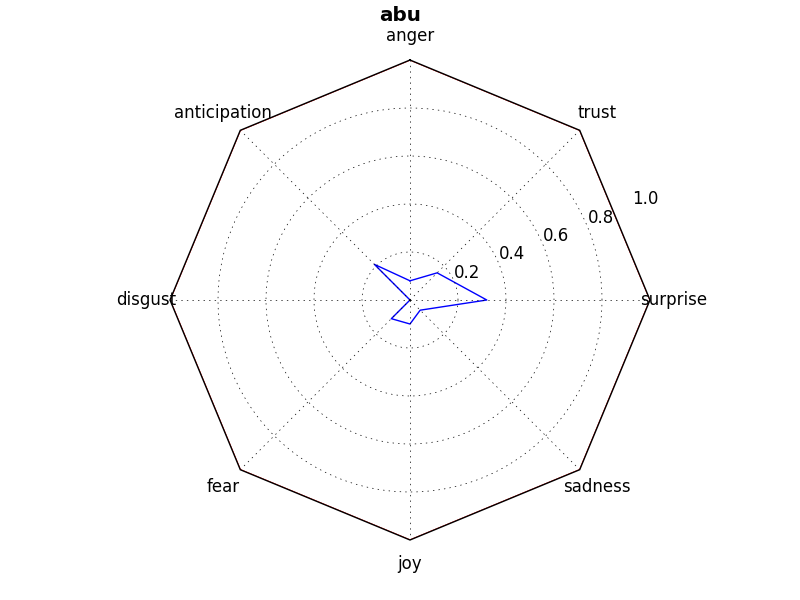 abu
anger
anticipation
trust
1.0
0.8
0.6
0.4
0.2
disgust
surprise
fear
sadness
joy